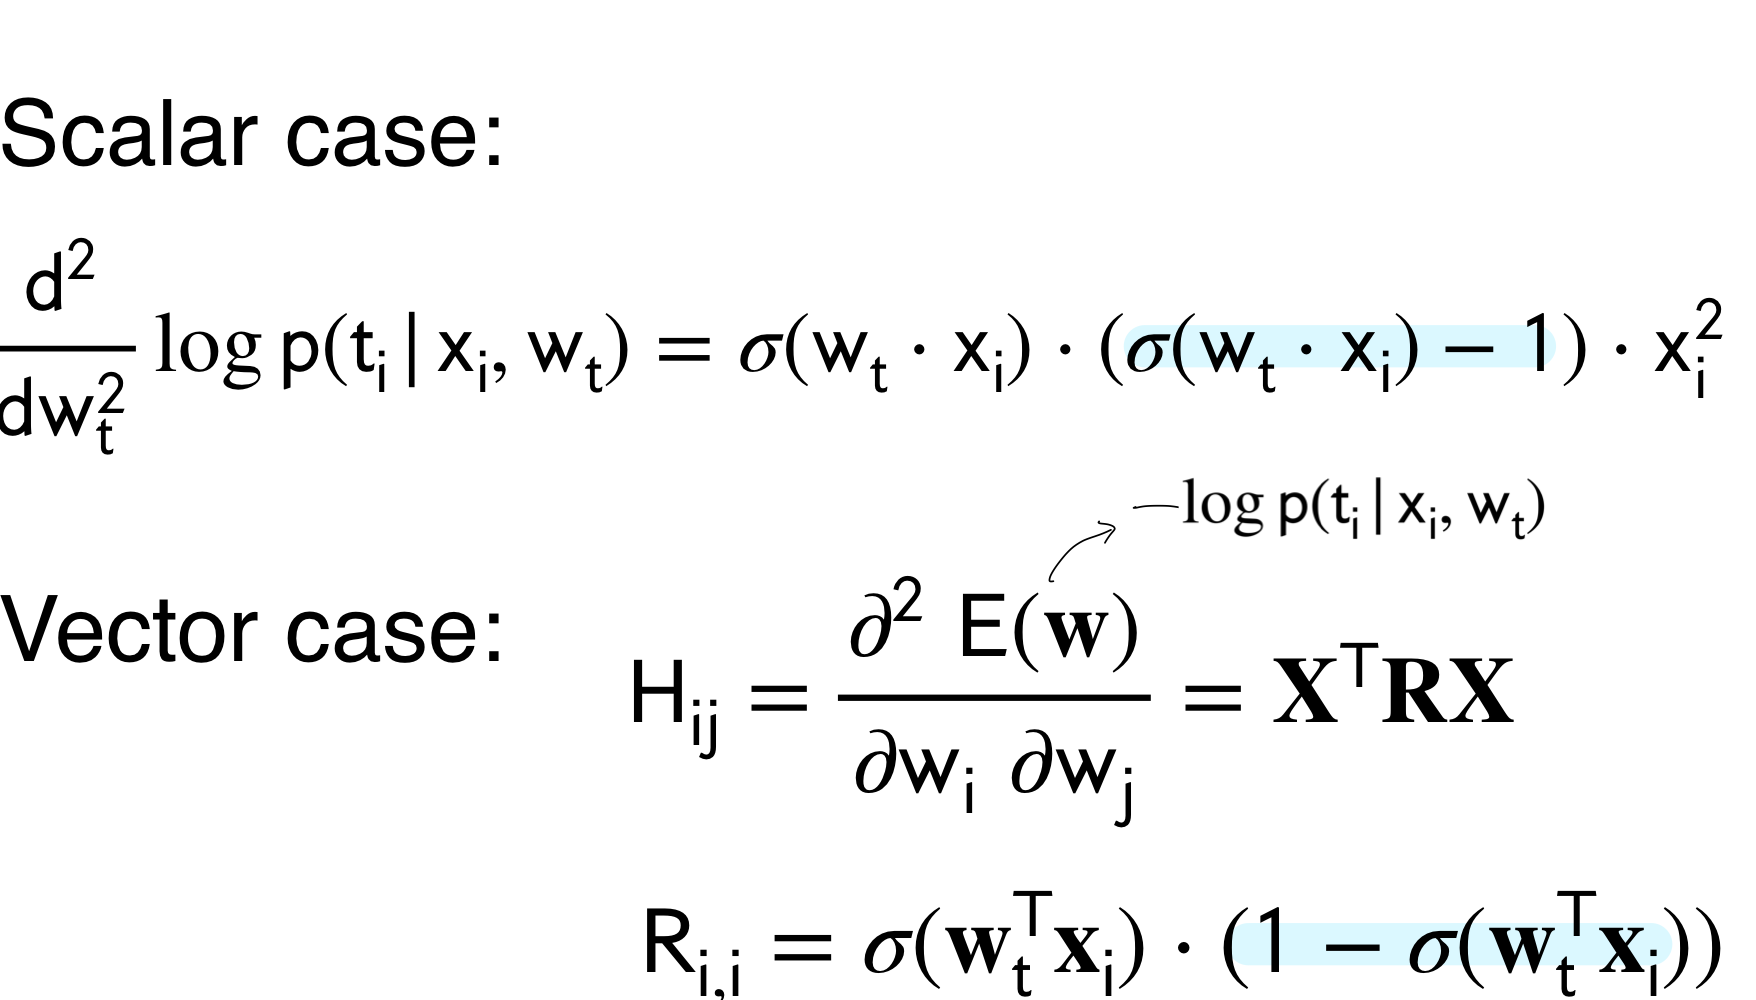 Scalar case:
d²/dw_t² log p(t_i | x_i, w_t) = σ(w_t · x_i) · (σ(w_t · x_i) − 1) · x_i²
−log p(t_i | x_i, w_t)
Vector case: H_ij = ∂² E(𝐰)/∂w_i ∂w_j = 𝐗ᵀ𝐑𝐗
R_i,i = σ(𝐰_tᵀ𝐱_i) · (1 − σ(𝐰_tᵀ𝐱_i))